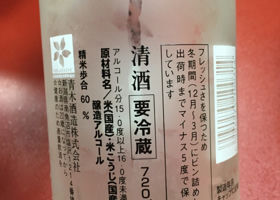 フレッシュさを保つため
冬期間(12月～3月)にビン詰め
出荷時までマイナス5度で保
しています
清酒 要冷蔵 720
アルコール分15.0度以上16.0度未満
原材料名/米(国産)・米こうじ(国産
醸造アルコール
精米歩合 60 %
青木酒造株式会社
製造年月